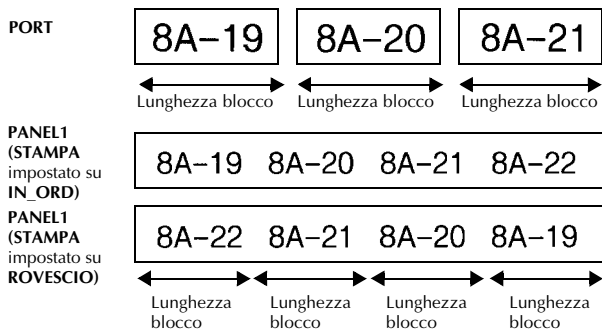 PORT
8A–19 8A–20 8A–21
Lunghezza blocco Lunghezza blocco Lunghezza blocco
PANEL1
(STAMPA
impostato su
IN_ORD)
8A–19 8A–20 8A–21 8A–22
PANEL1
(STAMPA
impostato su
ROVESCIO)
8A–22 8A–21 8A–20 8A–19
Lunghezza Lunghezza Lunghezza Lunghezza
blocco blocco blocco blocco